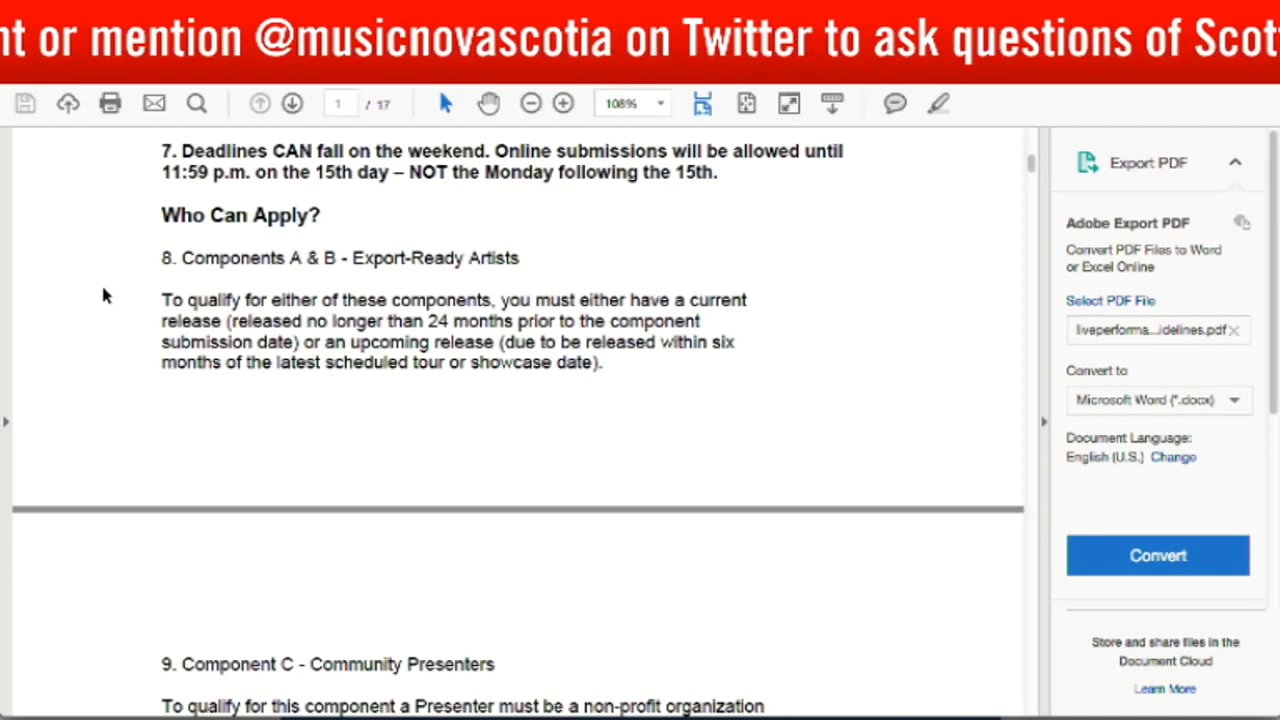 nt or mention @musicnovascotia on Twitter to ask questions of Scot
1 / 17
108%
7. Deadlines CAN fall on the weekend. Online submissions will be allowed until
11:59 p.m. on the 15th day – NOT the Monday following the 15th.
Who Can Apply?
8. Components A & B - Export-Ready Artists
To qualify for either of these components, you must either have a current
release (released no longer than 24 months prior to the component
submission date) or an upcoming release (due to be released within six
months of the latest scheduled tour or showcase date).
9. Component C - Community Presenters
To qualify for this component a Presenter must be a non-profit organization
Export PDF
Adobe Export PDF
Convert PDF Files to Word
or Excel Online
Select PDF File
liveperforma...idelines.pdf
Convert to
Microsoft Word (*.docx)
Document Language:
English (U.S.) Change
Convert
Store and share files in the
Document Cloud
Learn More